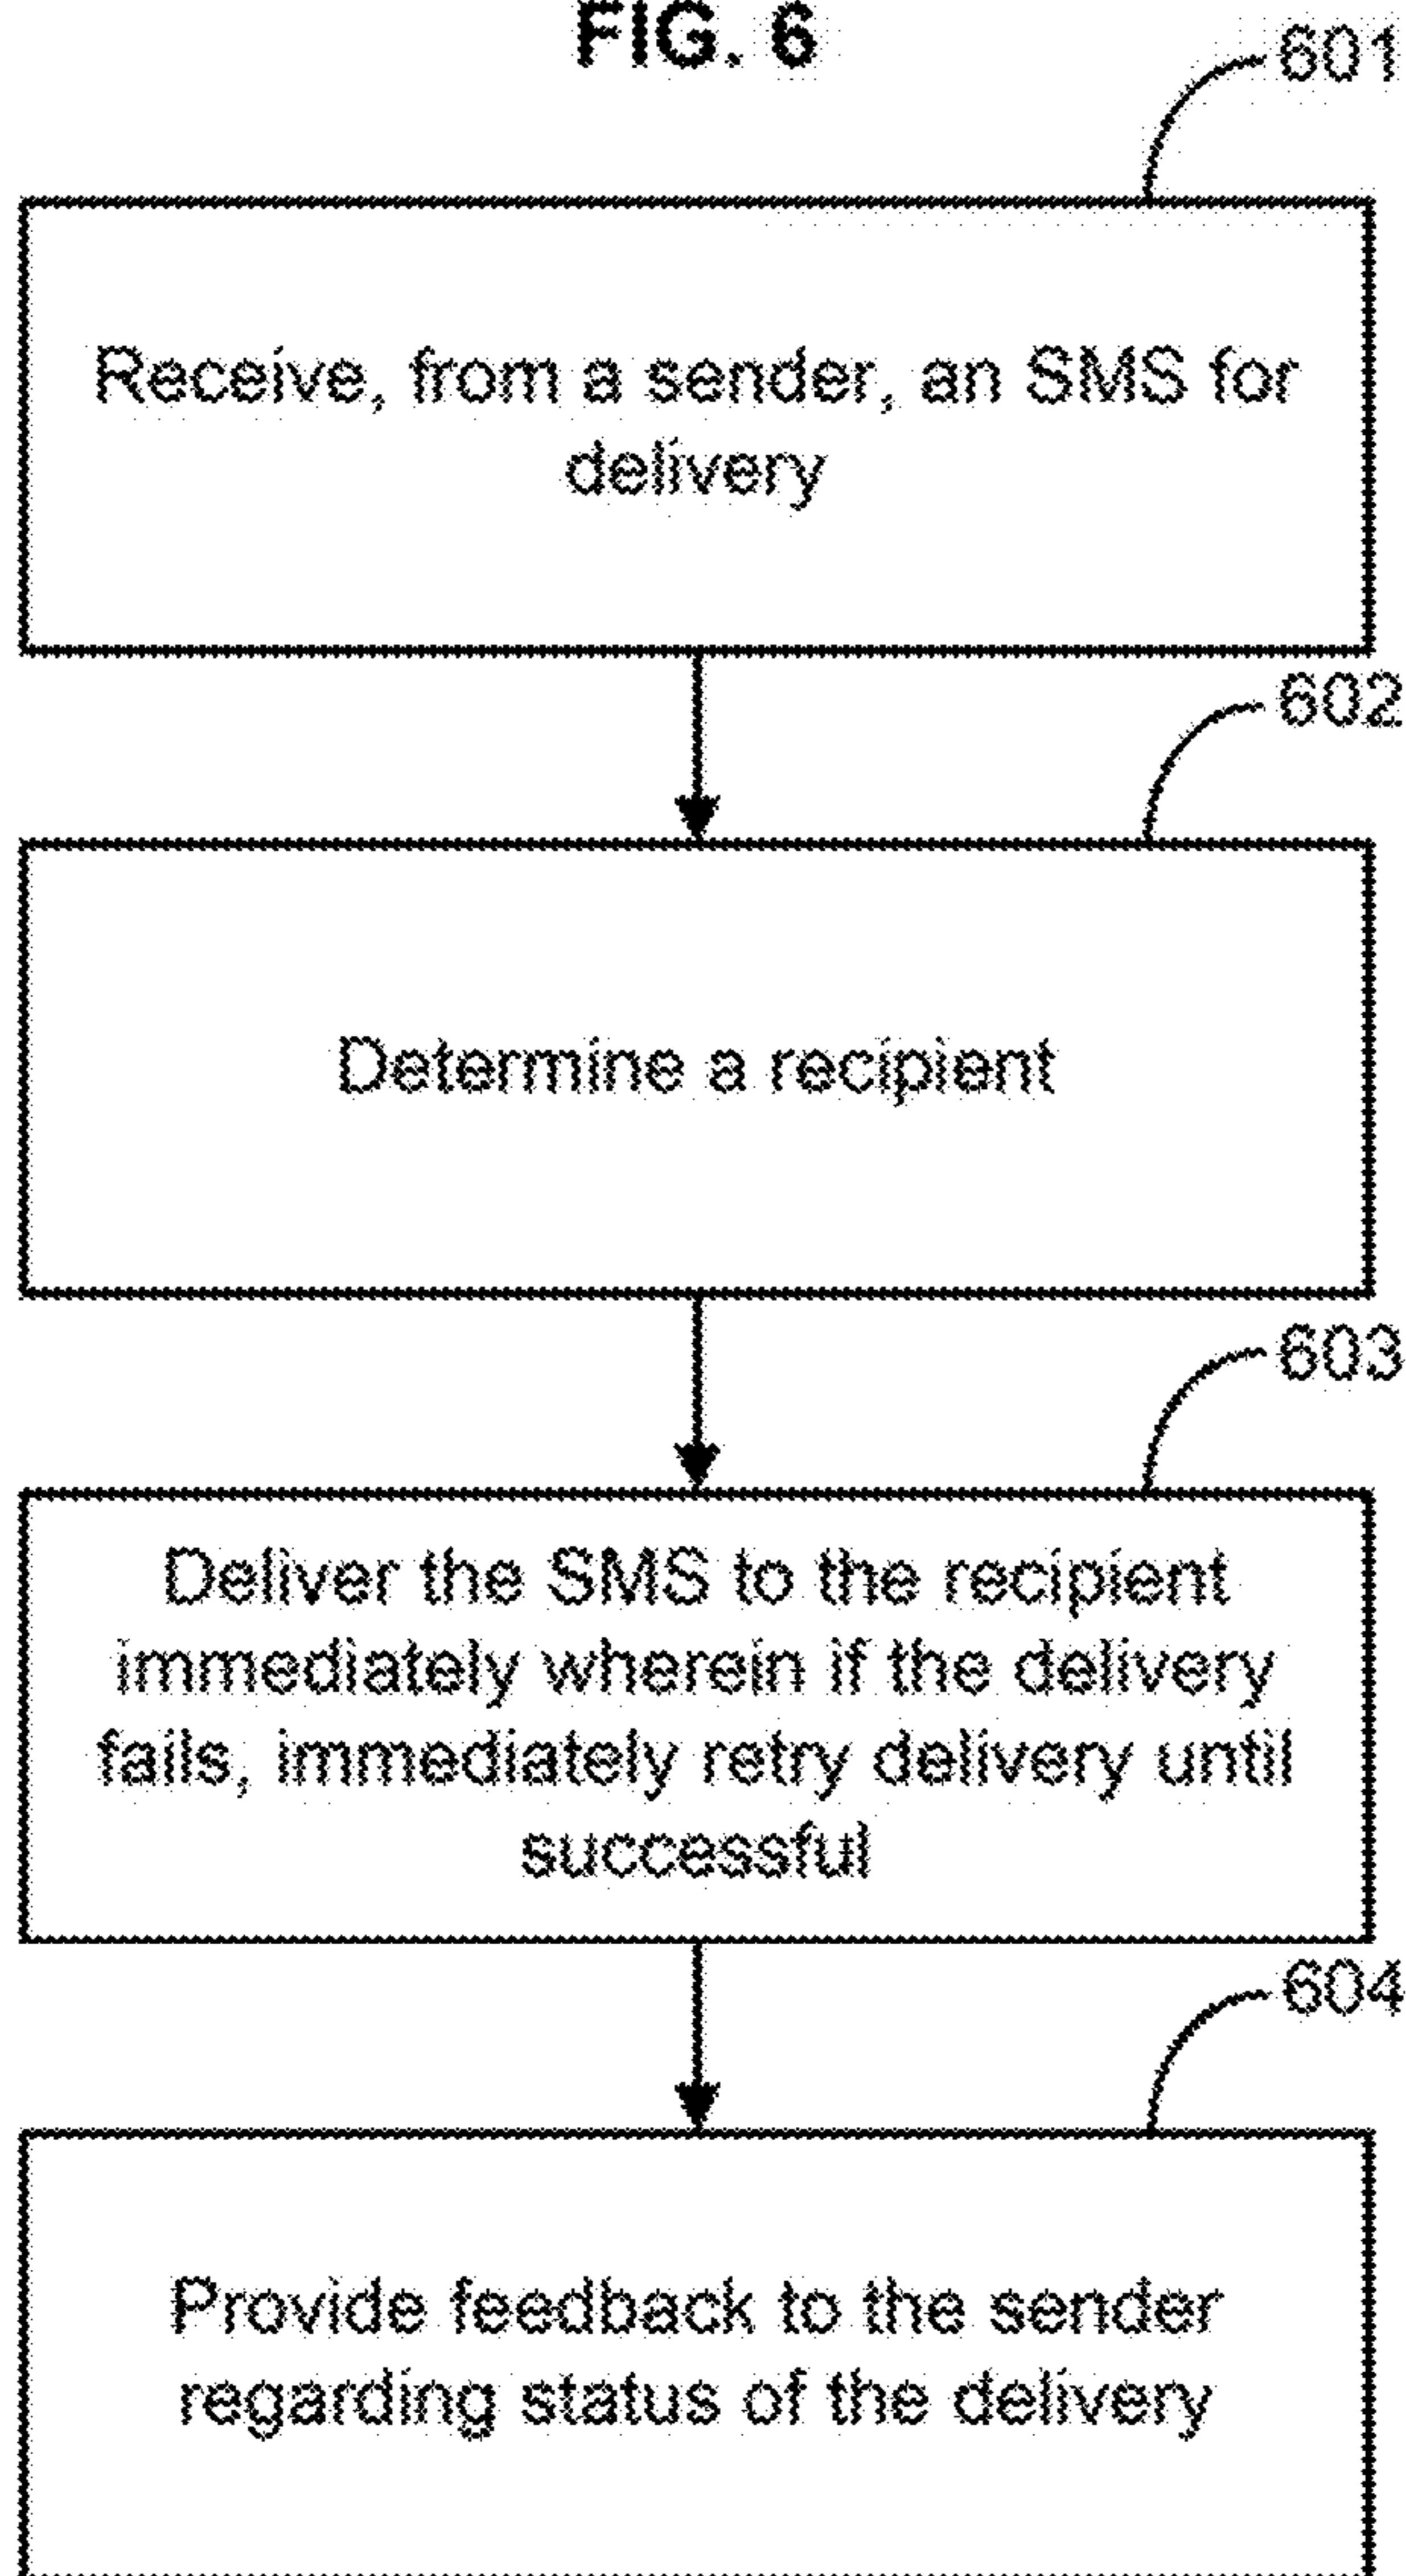 FIG. 6
601
Receive, from a sender, an SMS for
delivery
602
Determine a recipient
603
Deliver the SMS to the recipient
immediately wherein if the delivery
fails, immediately retry delivery until
successful
604
Provide feedback to the sender
regarding status of the delivery